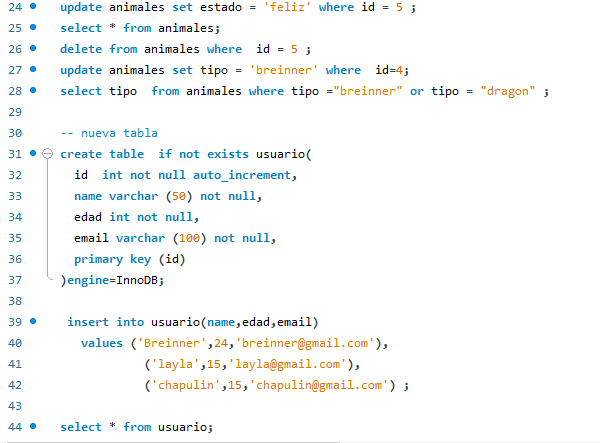 24 update animales set estado = 'feliz' where id = 5 ;
25 select * from animales;
26 delete from animales where  id = 5 ;
27 update animales set tipo = 'breinner' where  id=4;
28 select tipo  from animales where tipo ="breinner" or tipo = "dragon" ;
29
30 -- nueva tabla
31 create table  if not exists usuario(
32   id  int not null auto_increment,
33   name varchar (50) not null,
34   edad int not null,
35   email varchar (100) not null,
36   primary key (id)
37 )engine=InnoDB;
38
39  insert into usuario(name,edad,email)
40    values ('Breinner',24,'breinner@gmail.com'),
41             ('layla',15,'layla@gmail.com'),
42             ('chapulin',15,'chapulin@gmail.com') ;
43
44 select * from usuario;